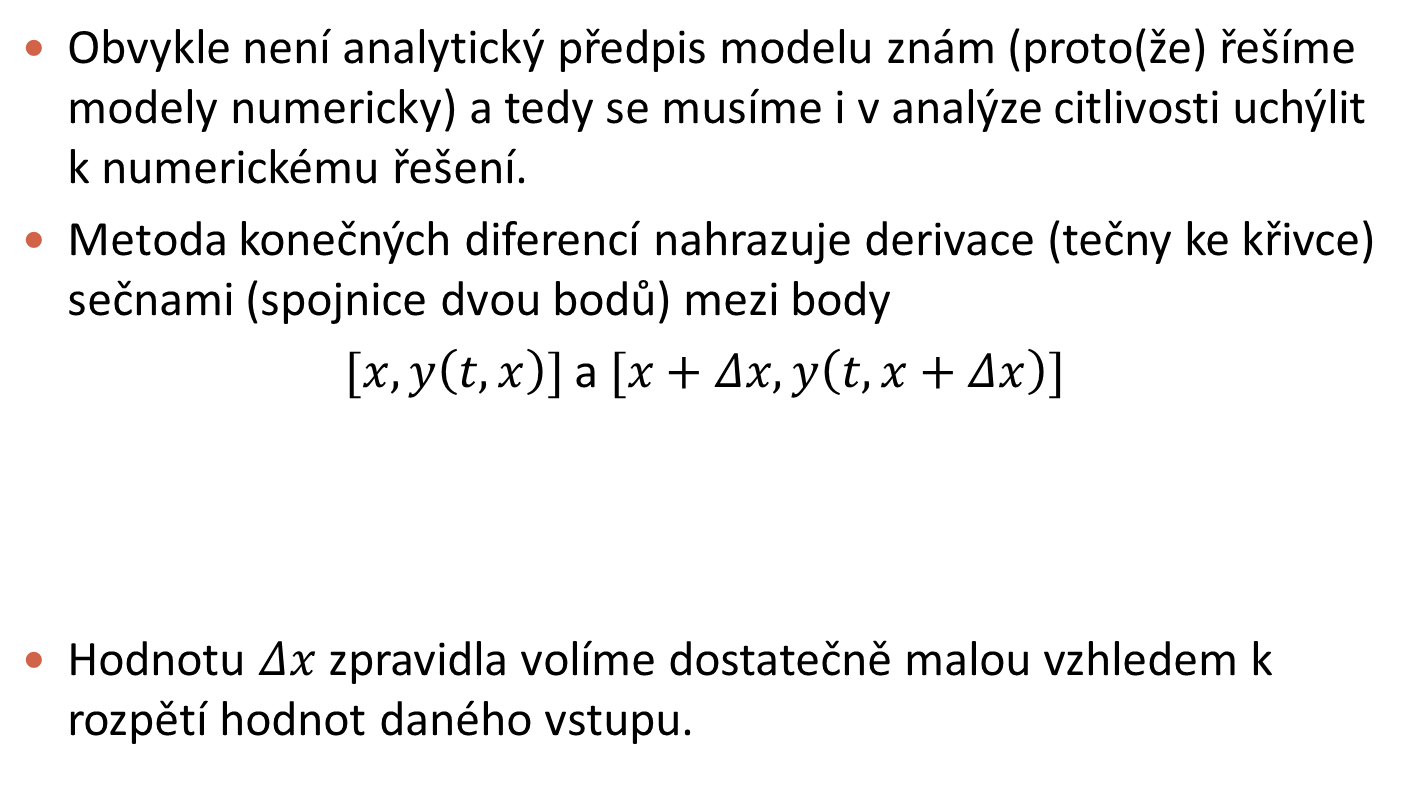 • Obvykle není analytický předpis modelu znám (proto(že) řešíme
modely numericky) a tedy se musíme i v analýze citlivosti uchýlit
k numerickému řešení.
• Metoda konečných diferencí nahrazuje derivace (tečny ke křivce)
sečnami (spojnice dvou bodů) mezi body
[x, y(t, x)] a [x + Δx, y(t, x + Δx)]
• Hodnotu Δx zpravidla volíme dostatečně malou vzhledem k
rozpětí hodnot daného vstupu.